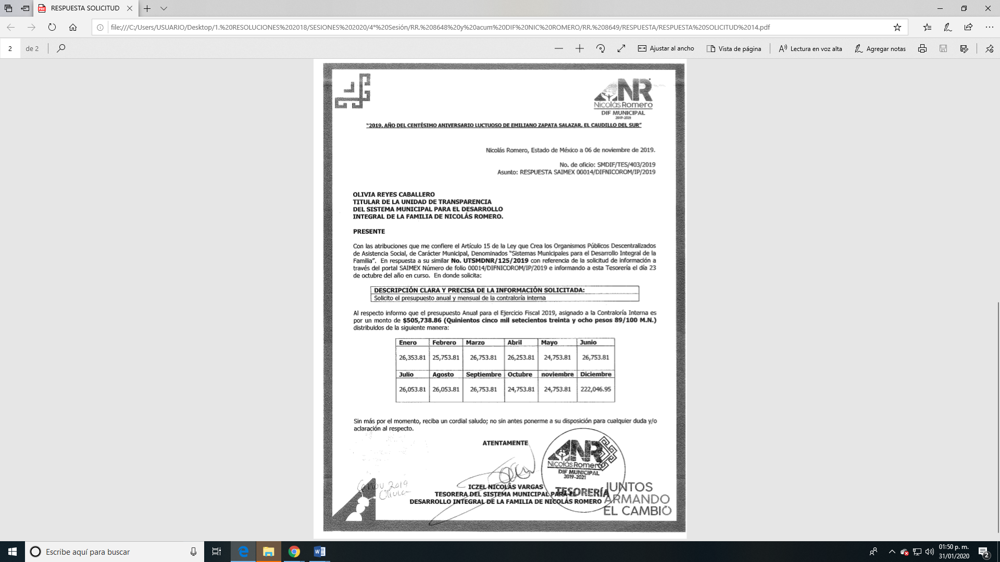 RESPUESTA SOLICITUD
file:///C:/Users/USUARIO/Desktop/1.%20RESOLUCIONES%202018/SESIONES%202020/4°%20Sesión/RR.%208648%20y%20acum%20DIF%20NIC%20ROMERO/RR.%208649/RESPUESTA/RESPUESTA%20SOLICITUD%2014.pdf
2 de 2 Ajustar al ancho Vista de página Lectura en voz alta Agregar notas
NR
Nicolás Romero
DIF MUNICIPAL
2019-2021
"2019. AÑO DEL CENTÉSIMO ANIVERSARIO LUCTUOSO DE EMILIANO ZAPATA SALAZAR. EL CAUDILLO DEL SUR"
Nicolás Romero, Estado de México a 06 de noviembre de 2019.
No. de oficio: SMDIF/TES/403/2019
Asunto: RESPUESTA SAIMEX 00014/DIFNICOROM/IP/2019
OLIVIA REYES CABALLERO
TITULAR DE LA UNIDAD DE TRANSPARENCIA
DEL SISTEMA MUNICIPAL PARA EL DESARROLLO
INTEGRAL DE LA FAMILIA DE NICOLÁS ROMERO.
PRESENTE
Con las atribuciones que me confiere el Artículo 15 de la Ley que Crea los Organismos Públicos Descentralizados
de Asistencia Social, de Carácter Municipal, Denominados "Sistemas Municipales para el Desarrollo Integral de la
Familia". En respuesta a su similar No. UTSMDNR/125/2019 con referencia de la solicitud de información a
través del portal SAIMEX Número de folio 00014/DIFNICOROM/IP/2019 e informando a esta Tesorería el día 23
de octubre del año en curso. En donde solicita:
DESCRIPCIÓN CLARA Y PRECISA DE LA INFORMACIÓN SOLICITADA:
Solicito el presupuesto anual y mensual de la contraloría interna
Al respecto informo que el presupuesto Anual para el Ejercicio Fiscal 2019, asignado a la Contraloría Interna es
por un monto de $505,738.86 (Quinientos cinco mil setecientos treinta y ocho pesos 89/100 M.N.)
distribuidos de la siguiente manera:
Enero Febrero Marzo Abril Mayo Junio
26,353.81 25,753.81 26,753.81 26,253.81 24,753.81 26,753.81
Julio Agosto Septiembre Octubre noviembre Diciembre
26,053.81 26,053.81 26,753.81 24,753.81 24,753.81 222,046.95
Sin más por el momento, reciba un cordial saludo; no sin antes ponerme a su disposición para cualquier duda y/o
aclaración al respecto.
ATENTAMENTE
NR
Nicolás Romero
DIF MUNICIPAL
2019-2021
TESORERÍA
6 nov 2019
Olivia
ICZEL NICOLÁS VARGAS
TESORERA DEL SISTEMA MUNICIPAL PARA EL
DESARROLLO INTEGRAL DE LA FAMILIA DE NICOLÁS ROMERO
JUNTOS
ARMANDO
EL CAMBIO
Escribe aquí para buscar
01:50 p. m.
31/01/2020
2